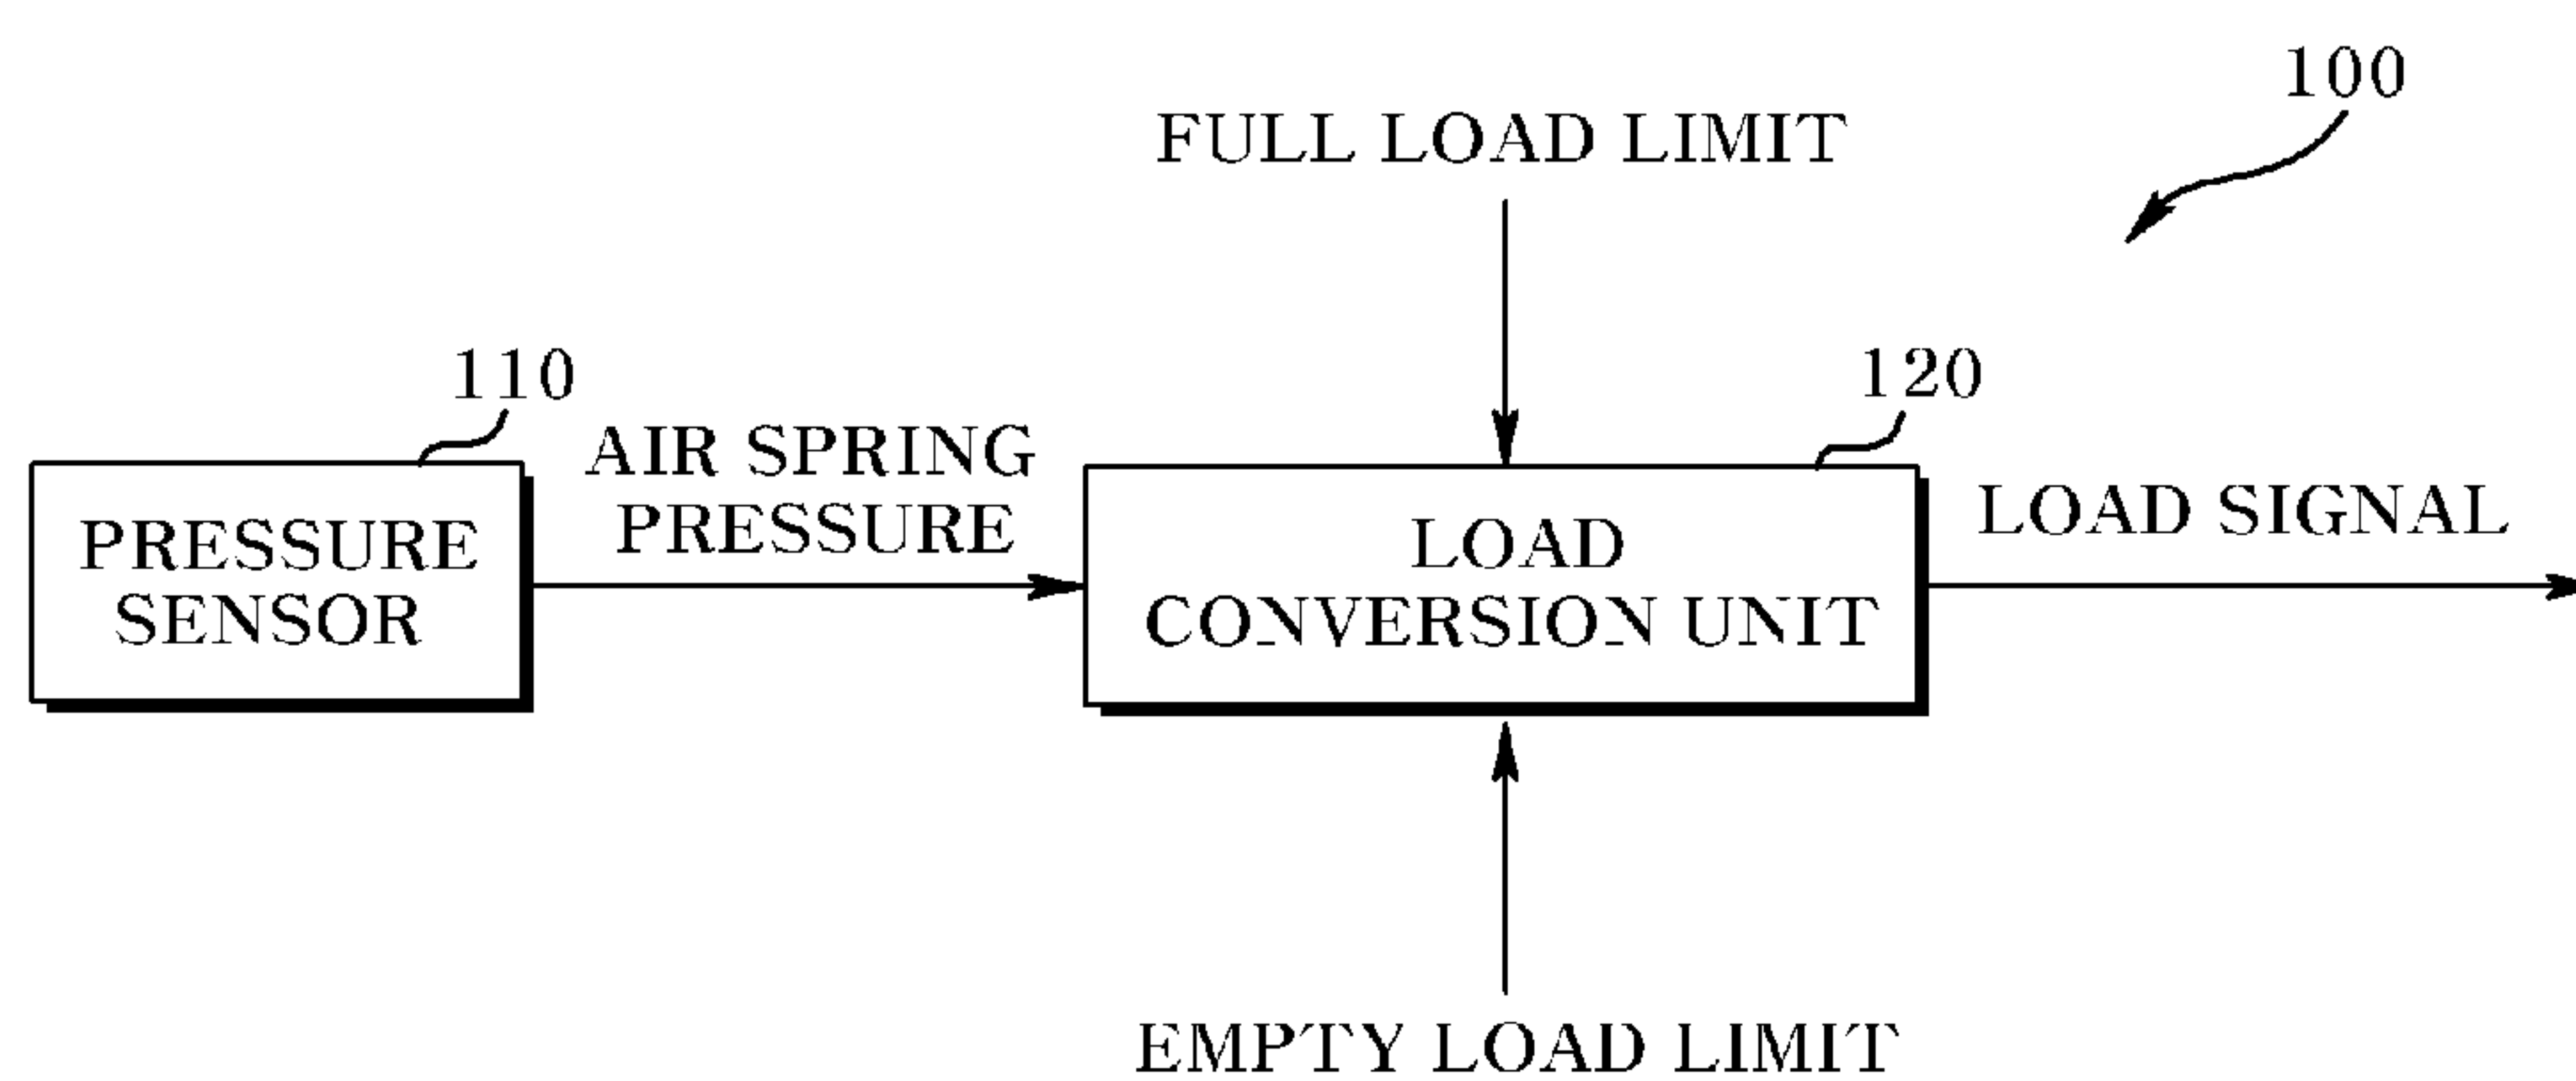 100
FULL LOAD LIMIT
110
120
AIR SPRING
PRESSURE
PRESSURE
SENSOR
LOAD
CONVERSION UNIT
LOAD SIGNAL
EMPTY LOAD LIMIT